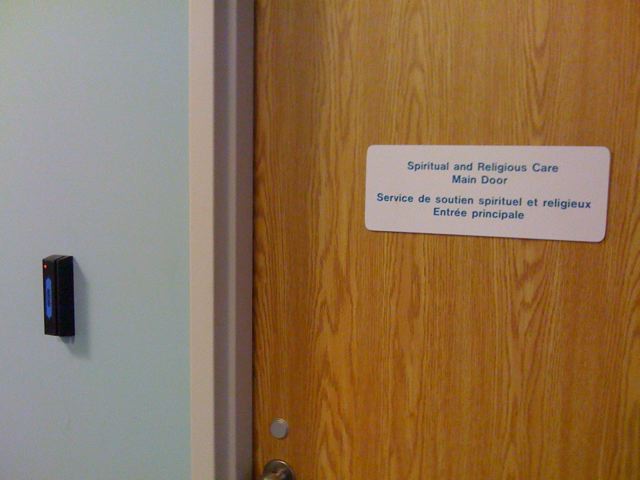 Spiritual and Religious Care
Main Door
Service de soutien spirituel et religieux
Entrée principale